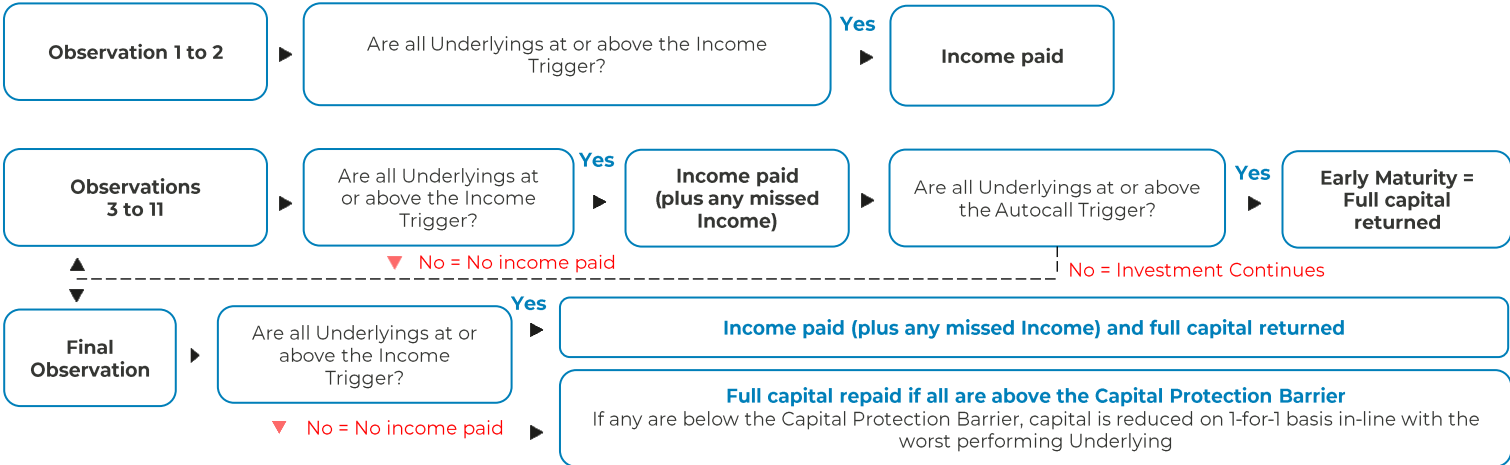 Observation 1 to 2
Are all Underlyings at or above the Income
Trigger?
Yes
Income paid
Observations
3 to 11
Are all Underlyings at
or above the Income
Trigger?
Yes
Income paid
(plus any missed
Income)
Are all Underlyings at or above
the Autocall Trigger?
Yes
Early Maturity =
Full capital
returned
No = No income paid
No = Investment Continues
Final
Observation
Are all Underlyings at or
above the Income
Trigger?
Yes
Income paid (plus any missed Income) and full capital returned
No = No income paid
Full capital repaid if all are above the Capital Protection Barrier
If any are below the Capital Protection Barrier, capital is reduced on 1-for-1 basis in-line with the
worst performing Underlying